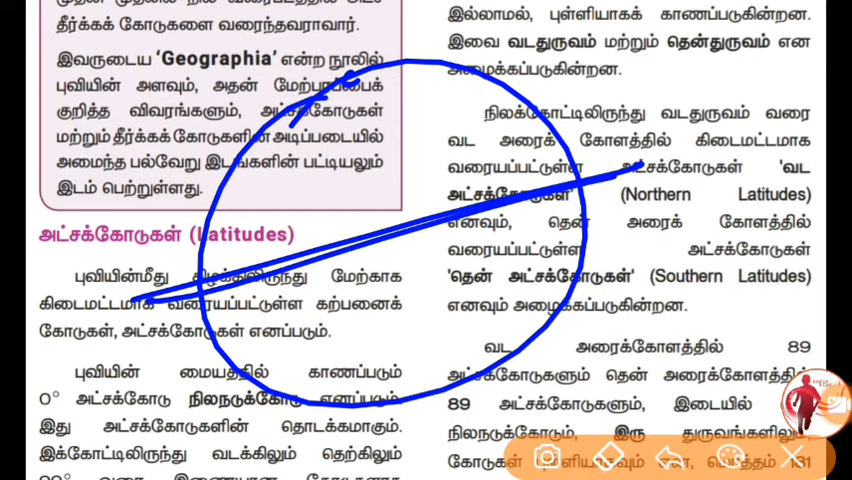 தீர்க்கக் கோடுகளை வரைந்தவராவார்.
இவருடைய ‘Geographia’ என்ற நூலில்
புவியின் அளவும், அதன்
குறித்த விவரங்களும், அட்சக்கோடுகள்
மற்றும் தீர்க்கக் கோடுகளின் அடிப்படையில்
அமைந்த பல்வேறு இடங்களின் பட்டியலும்
இடம் பெற்றுள்ளது.
அட்சக்கோடுகள் (Latitudes)
புவியின்மீது கிழக்கிலிருந்து மேற்காக
கிடைமட்டமாக வரையப்பட்டுள்ள கற்பனைக்
கோடுகள், அட்சக்கோடுகள் எனப்படும்.
புவியின் மையத்தில் காணப்படும்
0° அட்சக்கோடு நிலநடுக்கோடு எனப்படும்.
இது அட்சக்கோடுகளின் தொடக்கமாகும்.
இக்கோட்டிலிருந்து வடக்கிலும் தெற்கிலும்
இல்லாமல், புள்ளியாகக் காணப்படுகின்றன.
இவை வடதுருவம் மற்றும் தென்துருவம் என
அழைக்கப்படுகின்றன.
நிலக்கோட்டிலிருந்து வடதுருவம் வரை
வட அரைக் கோளத்தில் கிடைமட்டமாக
வரையப்பட்டுள்ள அட்சக்கோடுகள் 'வட
அட்சக்கோடுகள்' (Northern Latitudes)
எனவும், தென் அரைக் கோளத்தில்
வரையப்பட்டுள்ள அட்சக்கோடுகள்
'தென் அட்சக்கோடுகள்' (Southern Latitudes)
எனவும் அழைக்கப்படுகின்றன.
வட அரைக்கோளத்தில் 89
அட்சக்கோடுகளும் தென் அரைக்கோளத்தில்
89 அட்சக்கோடுகளும், இடையில்
நிலநடுக்கோடும், இரு துருவங்களிலும்
கோடுகள்